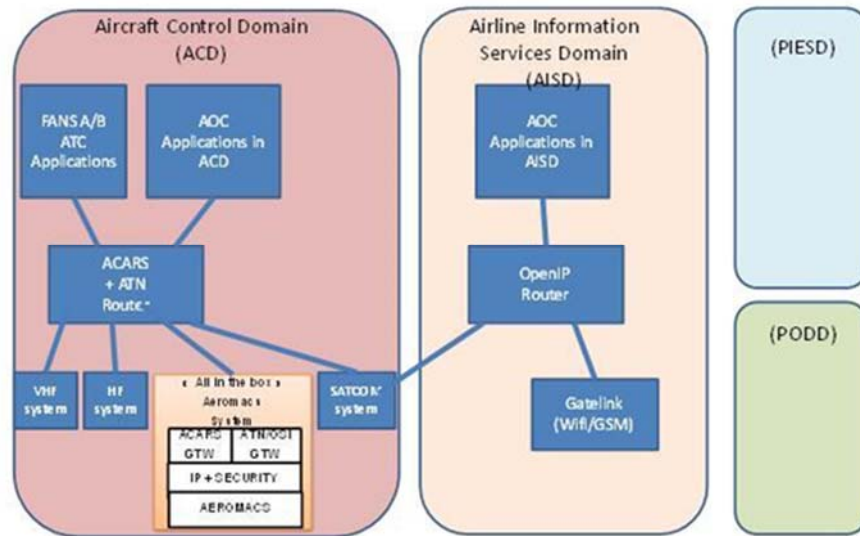 Aircraft Control Domain
(ACD)
Airline Information
Services Domain
(AISD)
(PIESD)
FANS A/B
ATC
Applications
AOC
Applications in
ACD
AOC
Applications in
AISD
ACARS
+ ATN
Router
OpenIP
Router
(PODD)
VHF
system
HF
system
« All in the box »
Aeromacs
system
SATCOM
system
Gatelink
(Wifi/GSM)
ACARS
GTW
ATN/OSI
GTW
IP + SECURITY
AEROMACS